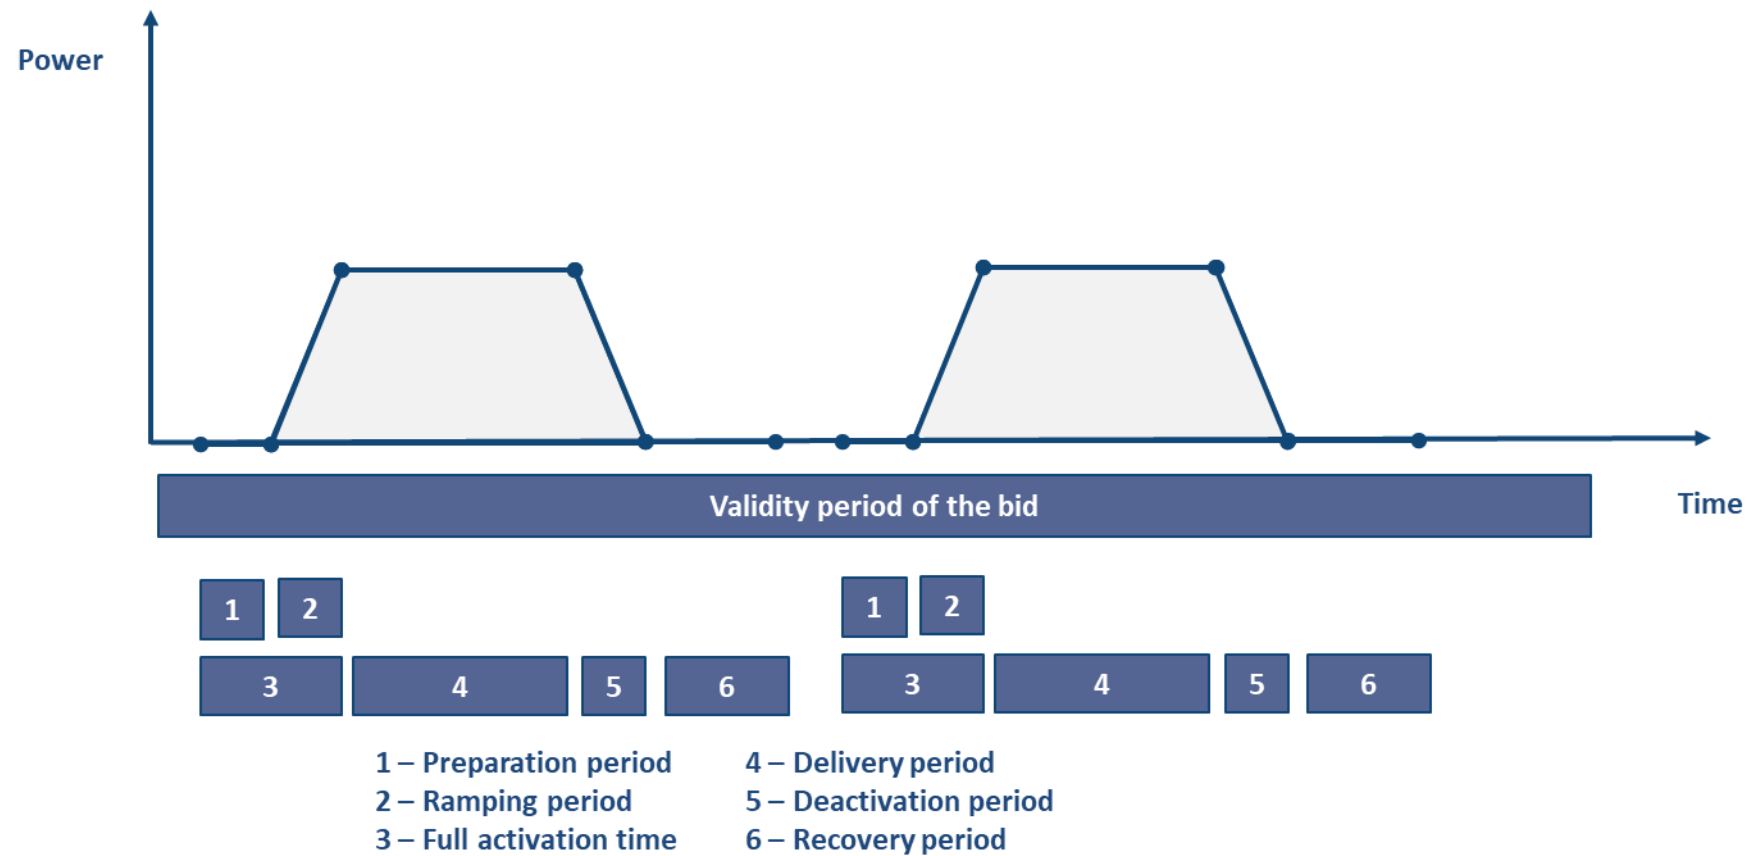 Power
Validity period of the bid
Time
1 2 1 2
3 4 5 6 3 4 5 6
1 – Preparation period
2 – Ramping period
3 – Full activation time
4 – Delivery period
5 – Deactivation period
6 – Recovery period